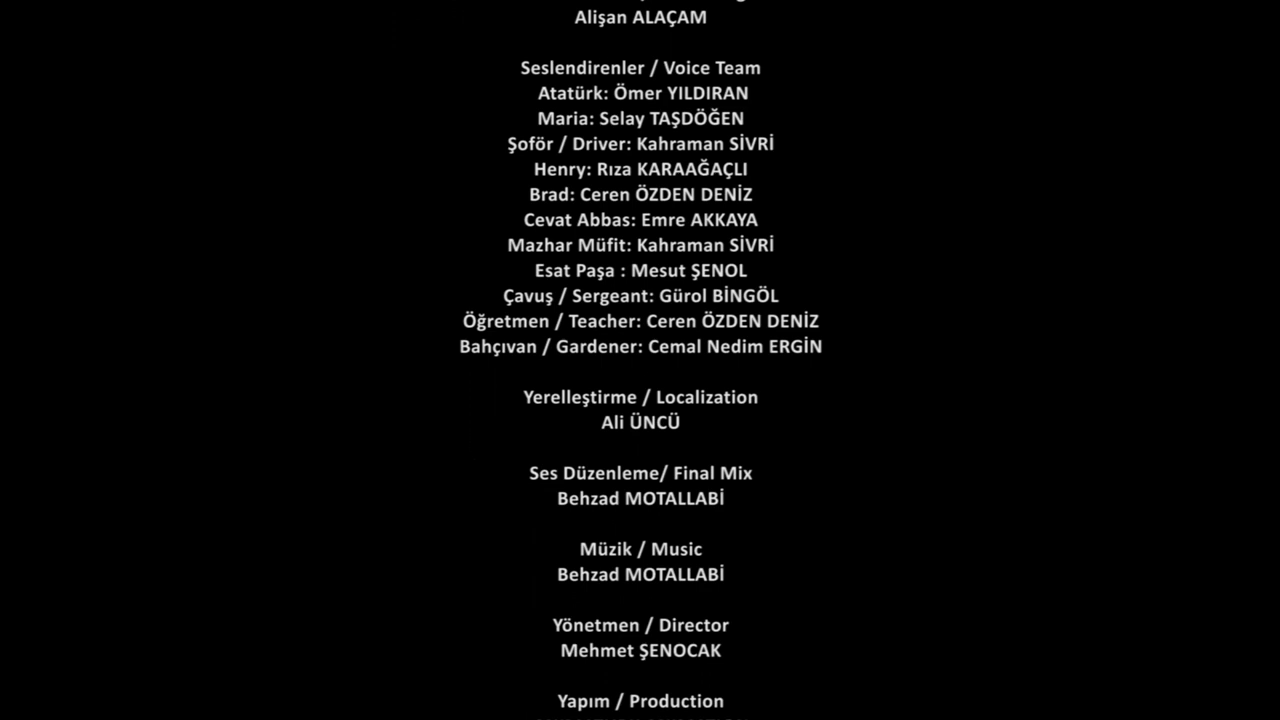 Alişan ALAÇAM
Seslendirenler / Voice Team
Atatürk: Ömer YILDIRAN
Maria: Selay TAŞDÖĞEN
Şoför / Driver: Kahraman SİVRİ
Henry: Rıza KARAAĞAÇLI
Brad: Ceren ÖZDEN DENİZ
Cevat Abbas: Emre AKKAYA
Mazhar Müfit: Kahraman SİVRİ
Esat Paşa : Mesut ŞENOL
Çavuş / Sergeant: Gürol BİNGÖL
Öğretmen / Teacher: Ceren ÖZDEN DENİZ
Bahçıvan / Gardener: Cemal Nedim ERGİN
Yerelleştirme / Localization
Ali ÜNCÜ
Ses Düzenleme/ Final Mix
Behzad MOTALLABİ
Müzik / Music
Behzad MOTALLABİ
Yönetmen / Director
Mehmet ŞENOCAK
Yapım / Production